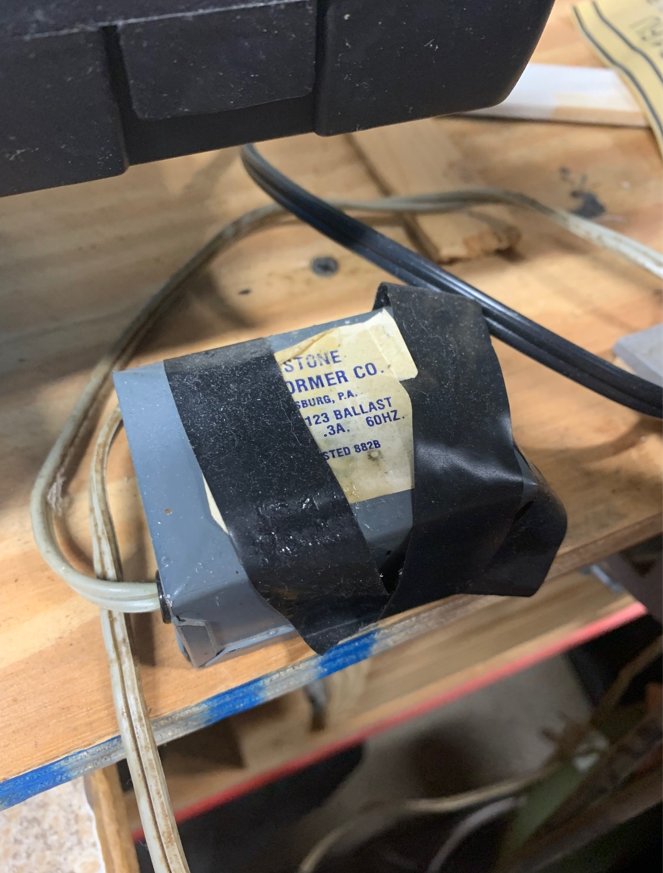 STONE
ORMER CO.
SBURG, P.A.
123 BALLAST
.3A. 60HZ.
STED 882B